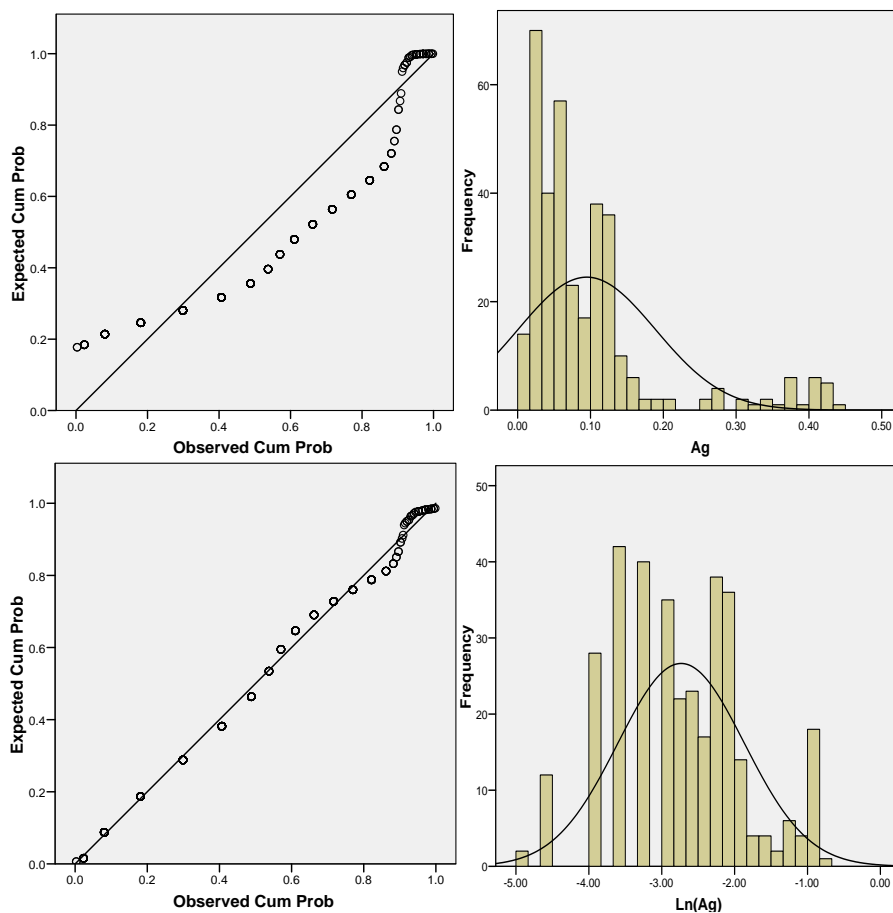 Expected Cum Prob
1.0
0.8
0.6
0.4
0.2
0.0
0.0 0.2 0.4 0.6 0.8 1.0
Observed Cum Prob
Frequency
60
40
20
0
0.00 0.10 0.20 0.30 0.40 0.50
Ag
Expected Cum Prob
1.0
0.8
0.6
0.4
0.2
0.0
0.0 0.2 0.4 0.6 0.8 1.0
Observed Cum Prob
Frequency
50
40
30
20
10
0
-5.00 -4.00 -3.00 -2.00 -1.00 0.00
Ln(Ag)